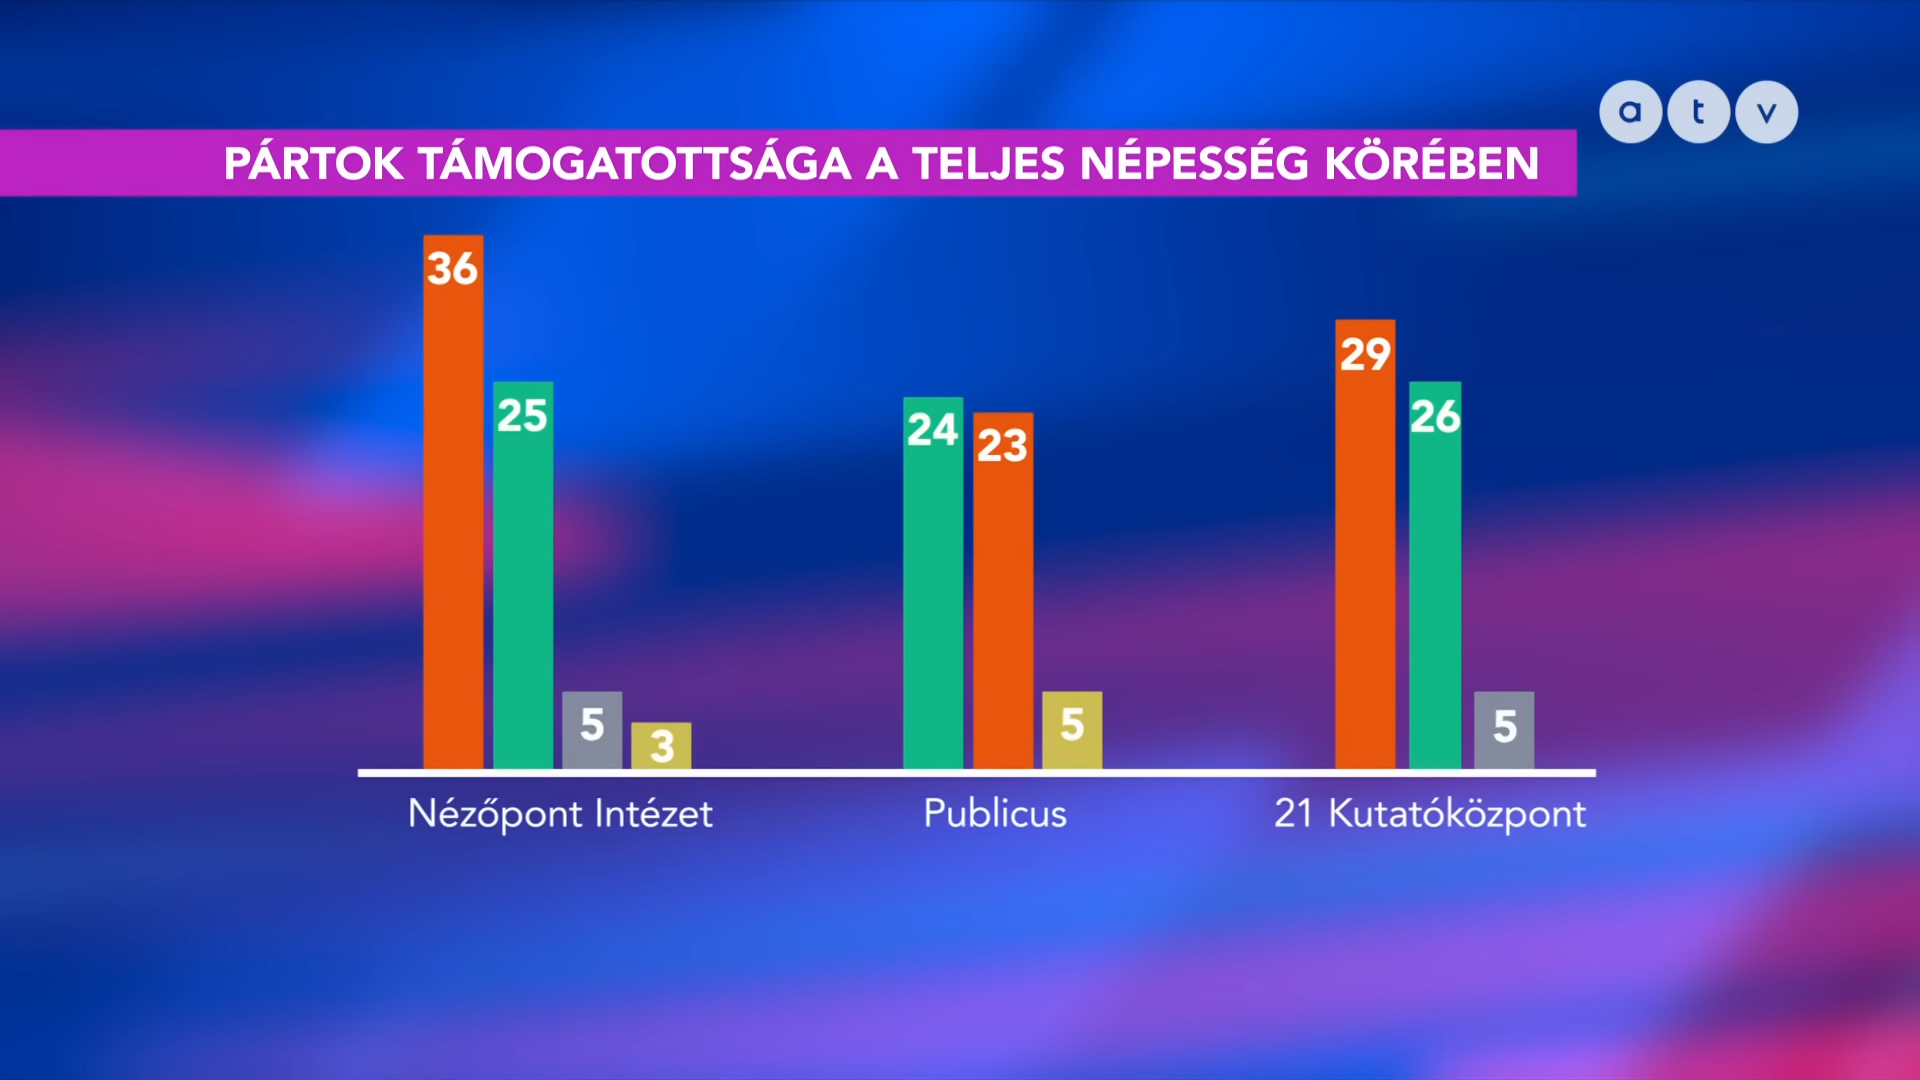 a t v
PÁRTOK TÁMOGATOTTSÁGA A TELJES NÉPESSÉG KÖRÉBEN
36 25 5 3
24 23 5
29 26 5
Nézőpont Intézet Publicus 21 Kutatóközpont